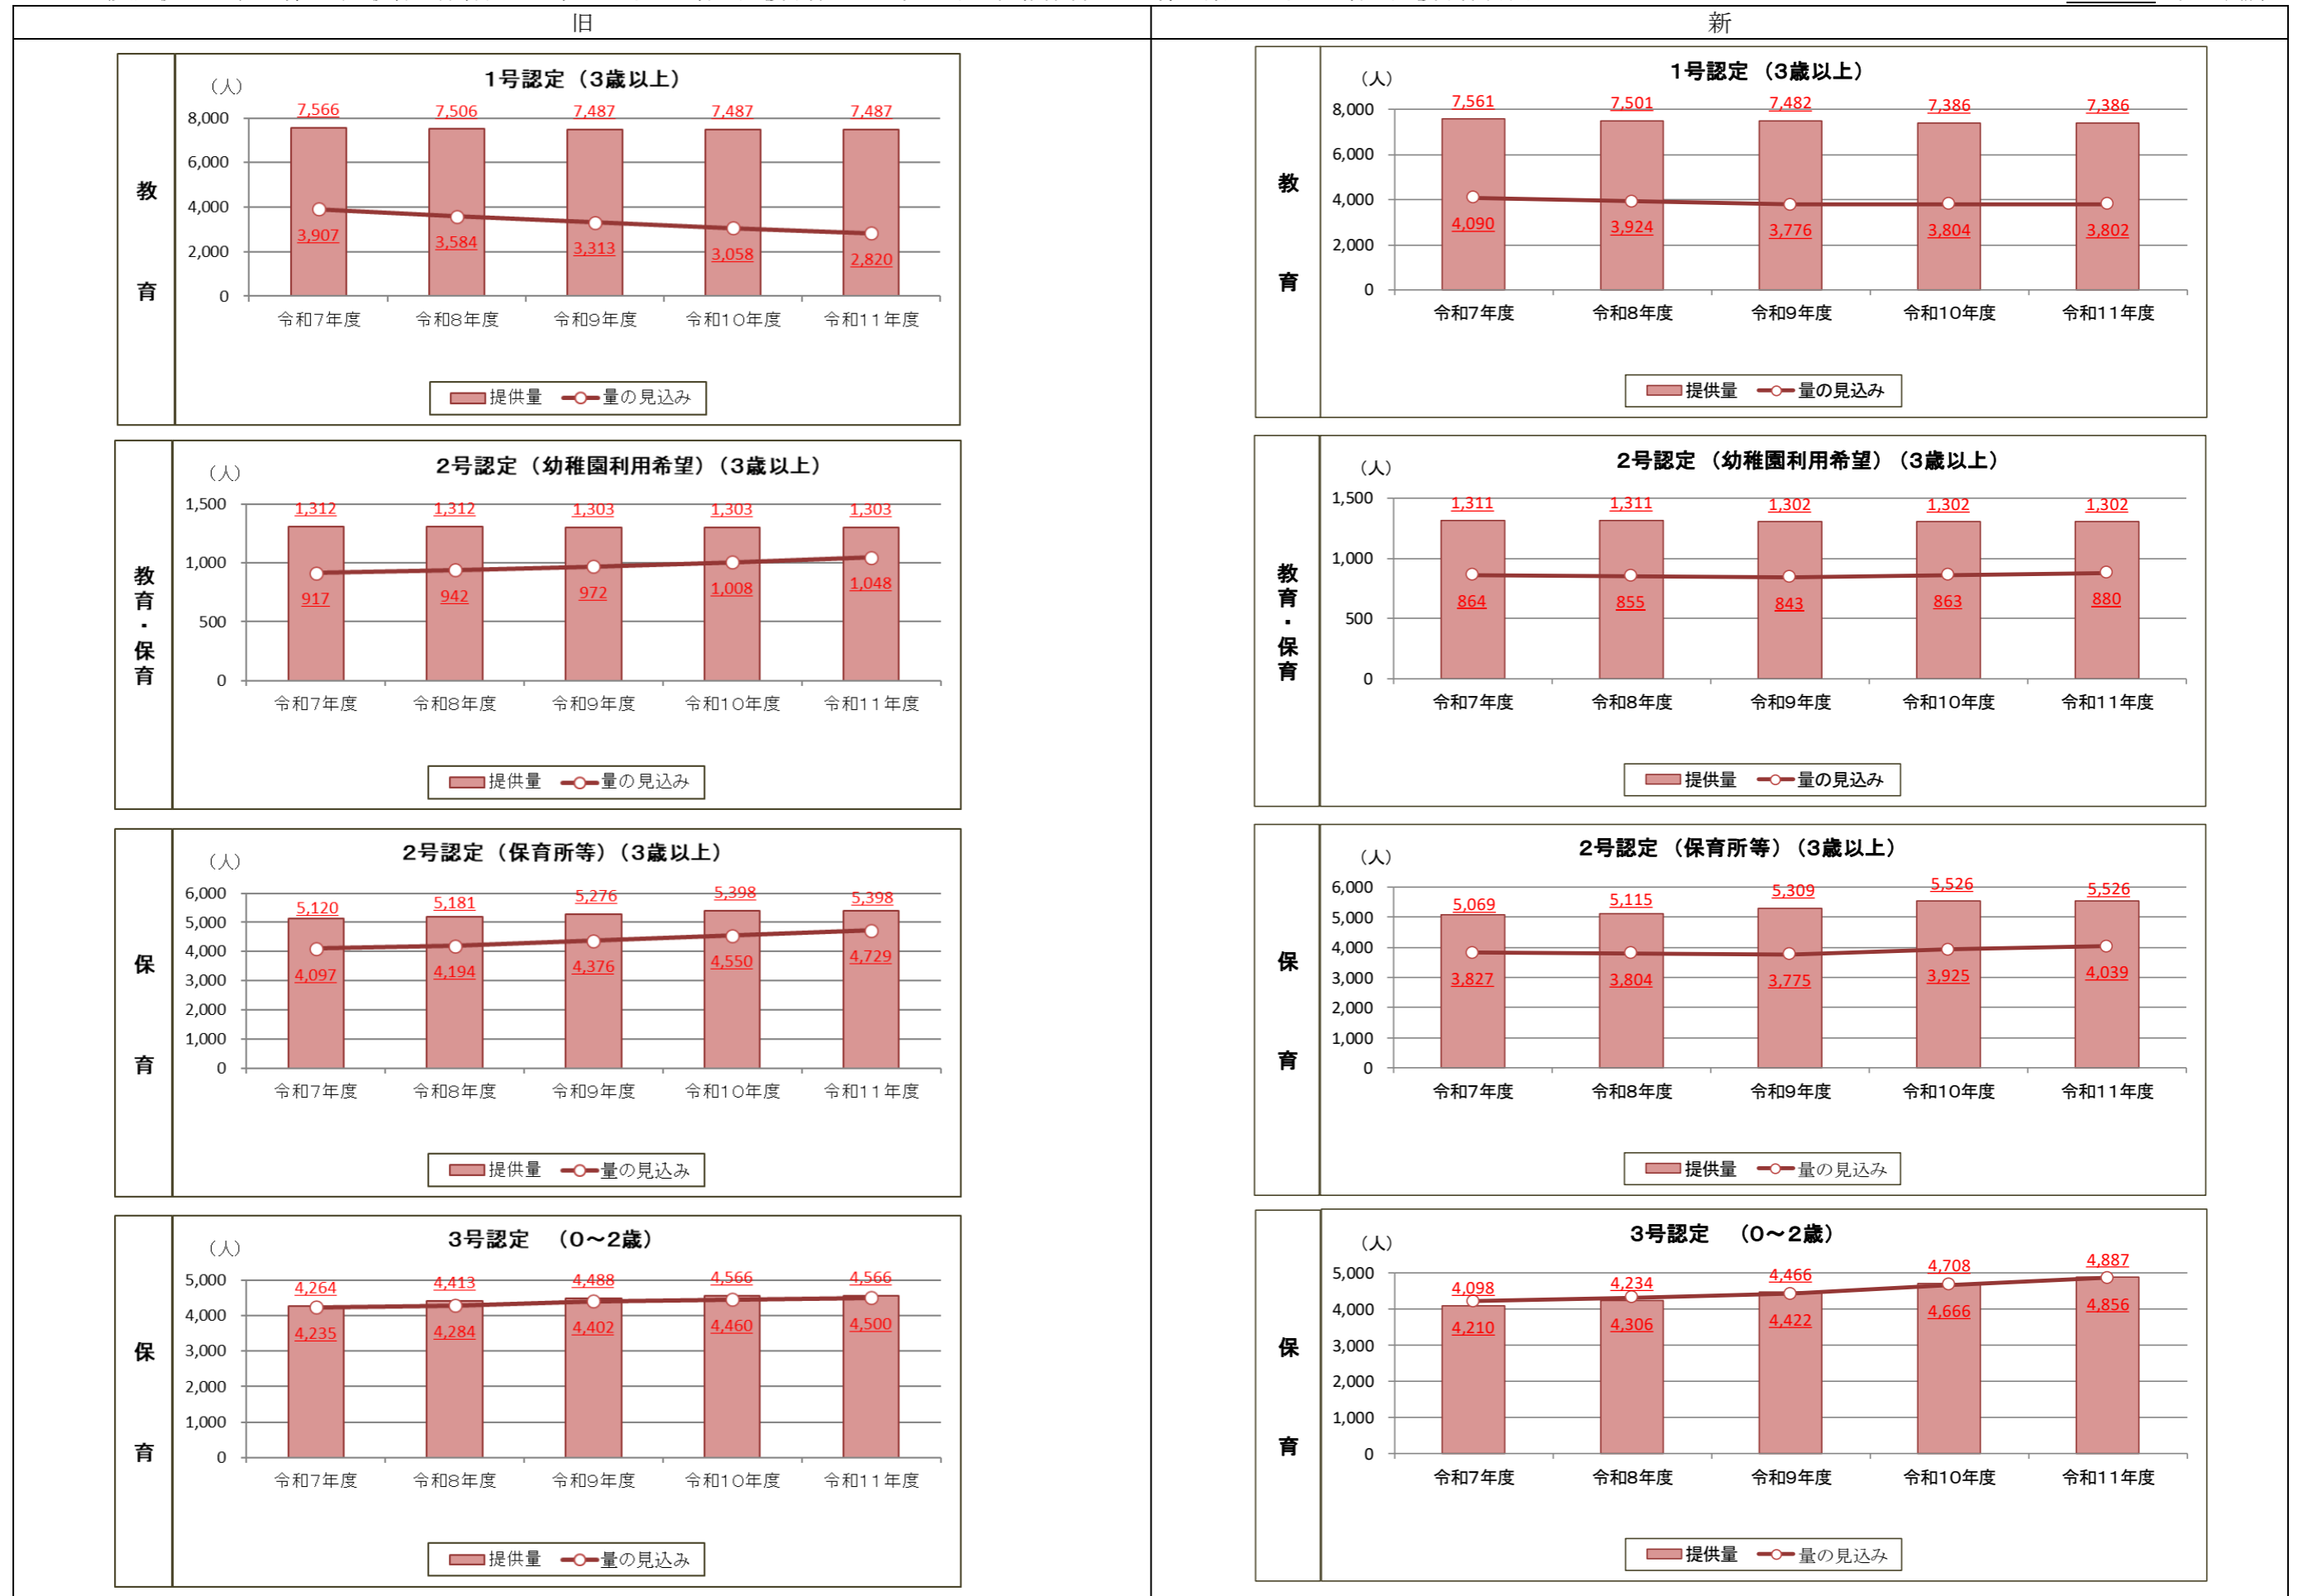 旧
新
1号認定（3歳以上）
（人）
7,566 7,506 7,487 7,487 7,487
8,000
6,000
4,000
2,000
0
3,907 3,584 3,313 3,058 2,820
令和7年度 令和8年度 令和9年度 令和10年度 令和11年度
提供量 量の見込み
教育
2号認定（幼稚園利用希望）（3歳以上）
（人）
1,312 1,312 1,303 1,303 1,303
1,500
1,000
500
0
917 942 972 1,008 1,048
令和7年度 令和8年度 令和9年度 令和10年度 令和11年度
提供量 量の見込み
教育・保育
2号認定（保育所等）（3歳以上）
（人）
5,120 5,181 5,276 5,398 5,398
6,000
5,000
4,000
3,000
2,000
1,000
0
4,097 4,194 4,376 4,550 4,729
令和7年度 令和8年度 令和9年度 令和10年度 令和11年度
提供量 量の見込み
保育
3号認定　（0～2歳）
（人）
4,264 4,413 4,488 4,566 4,566
5,000
4,000
3,000
2,000
1,000
0
4,235 4,284 4,402 4,460 4,500
令和7年度 令和8年度 令和9年度 令和10年度 令和11年度
提供量 量の見込み
保育
1号認定（3歳以上）
（人）
7,561 7,501 7,482 7,386 7,386
8,000
6,000
4,000
2,000
0
4,090 3,924 3,776 3,804 3,802
令和7年度 令和8年度 令和9年度 令和10年度 令和11年度
提供量 量の見込み
教育
2号認定（幼稚園利用希望）（3歳以上）
（人）
1,311 1,311 1,302 1,302 1,302
1,500
1,000
500
0
864 855 843 863 880
令和7年度 令和8年度 令和9年度 令和10年度 令和11年度
提供量 量の見込み
教育・保育
2号認定（保育所等）（3歳以上）
（人）
5,069 5,115 5,309 5,526 5,526
6,000
5,000
4,000
3,000
2,000
1,000
0
3,827 3,804 3,775 3,925 4,039
令和7年度 令和8年度 令和9年度 令和10年度 令和11年度
提供量 量の見込み
保育
3号認定　（0～2歳）
（人）
4,098 4,234 4,466 4,708 4,887
5,000
4,000
3,000
2,000
1,000
0
4,210 4,306 4,422 4,666 4,856
令和7年度 令和8年度 令和9年度 令和10年度 令和11年度
提供量 量の見込み
保育